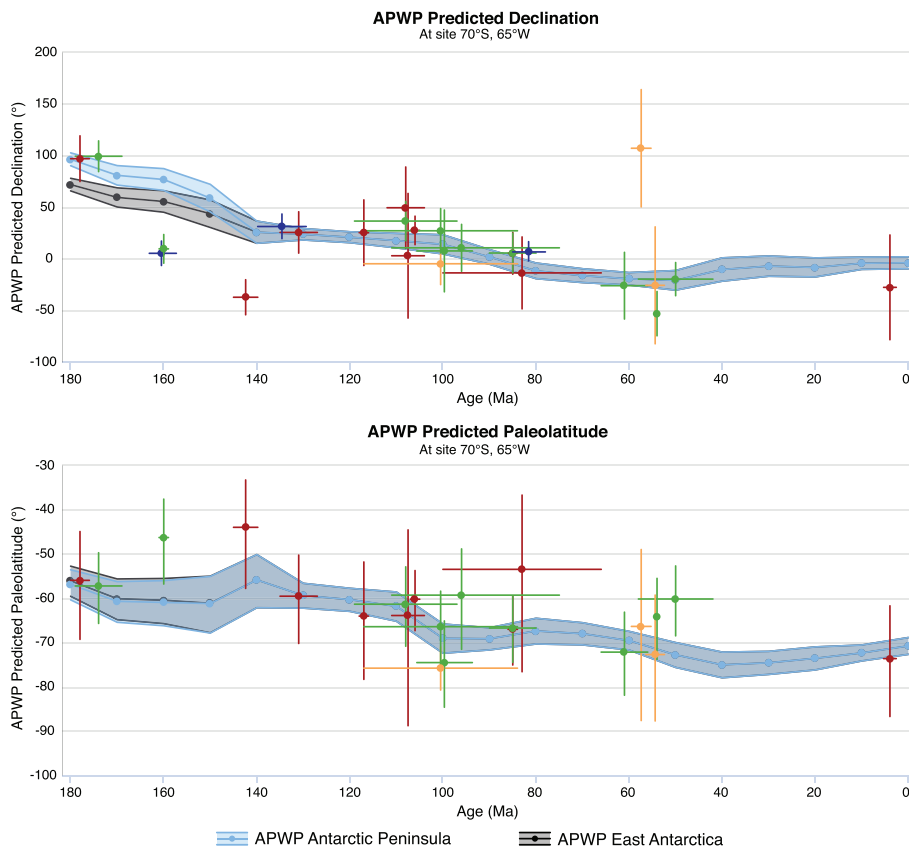 APWP Predicted Declination
At site 70°S, 65°W
APWP Predicted Declination (°)
200
150
100
50
0
-50
-100
180 160 140 120 100 80 60 40 20 0
Age (Ma)
APWP Predicted Paleolatitude
At site 70°S, 65°W
APWP Predicted Paleolatitude (°)
-30
-40
-50
-60
-70
-80
-90
-100
180 160 140 120 100 80 60 40 20 0
Age (Ma)
APWP Antarctic Peninsula APWP East Antarctica